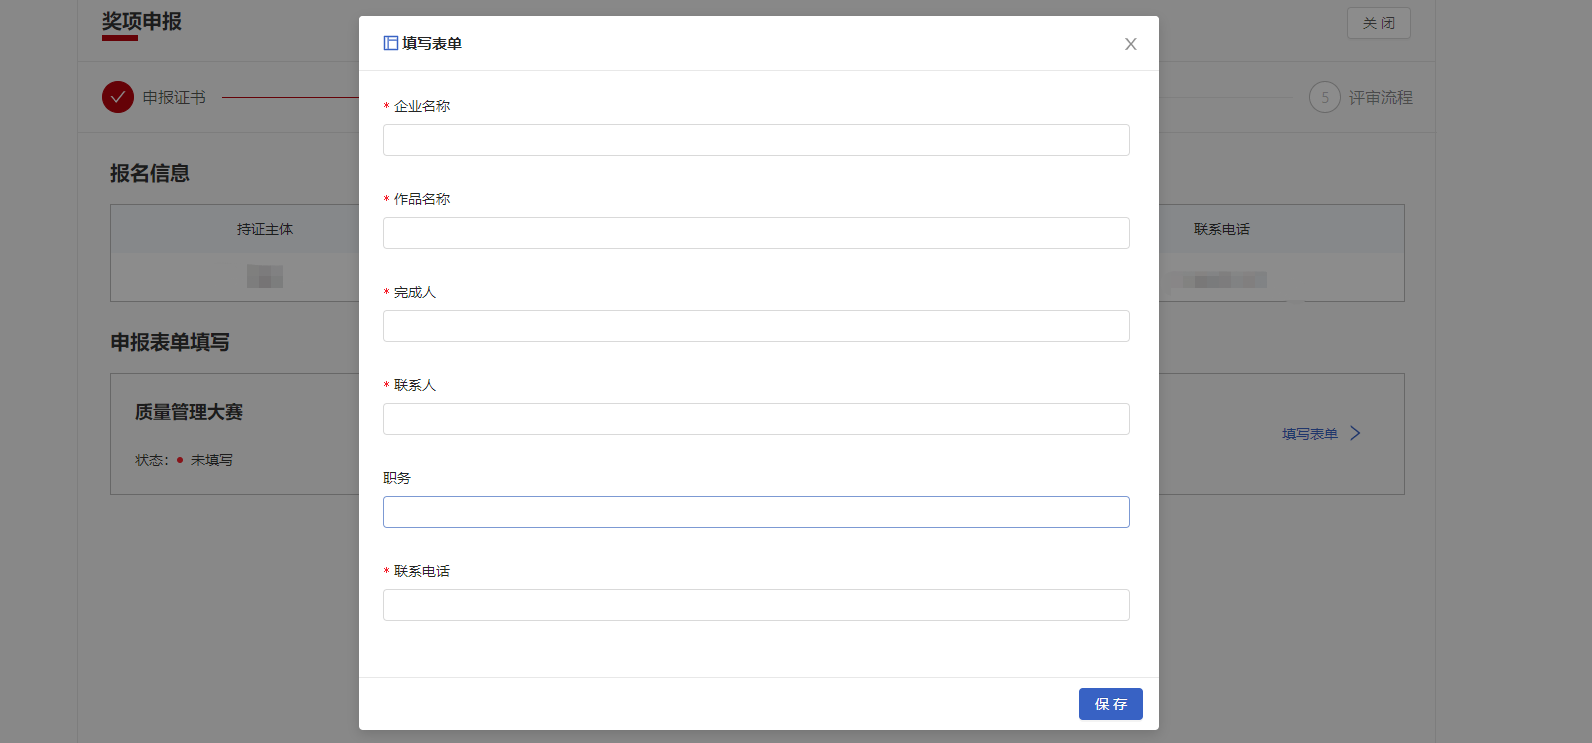 奖项申报
关 闭
申报证书
5 评审流程
报名信息
持证主体
联系电话
申报表单填写
质量管理大赛
状态： 未填写
填写表单
填写表单
* 企业名称
* 作品名称
* 完成人
* 联系人
职务
* 联系电话
保 存